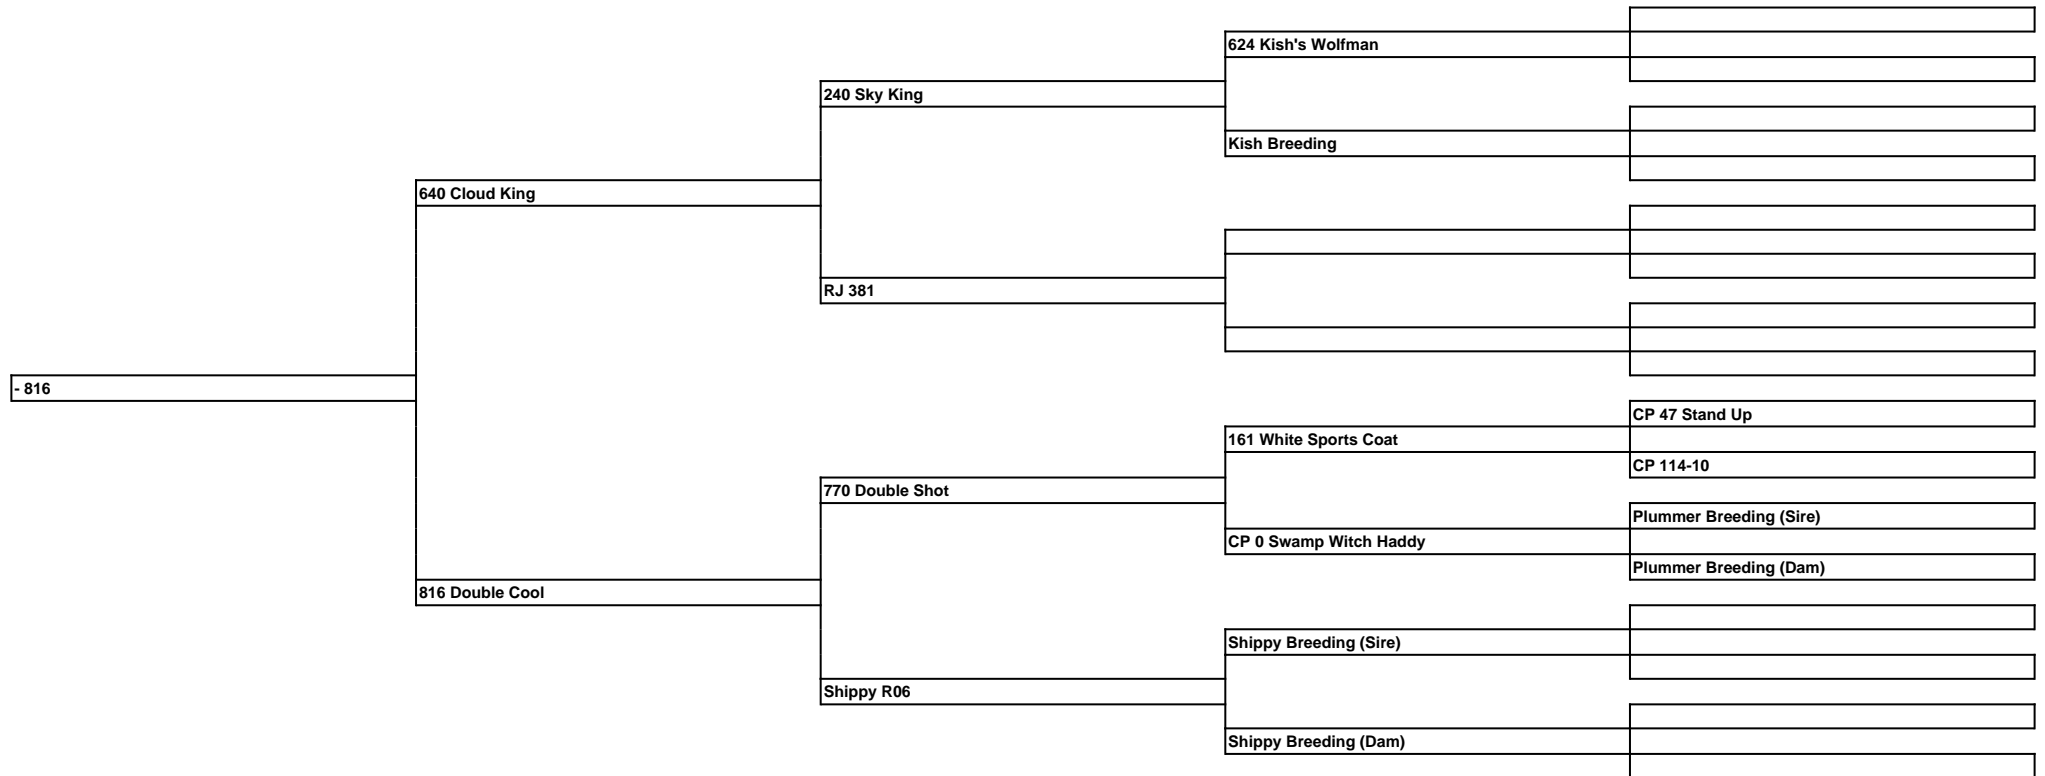 624 Kish's Wolfman
240 Sky King
Kish Breeding
640 Cloud King
RJ 381
- 816
CP 47 Stand Up
161 White Sports Coat
CP 114-10
770 Double Shot
Plummer Breeding (Sire)
CP 0 Swamp Witch Haddy
Plummer Breeding (Dam)
816 Double Cool
Shippy Breeding (Sire)
Shippy R06
Shippy Breeding (Dam)